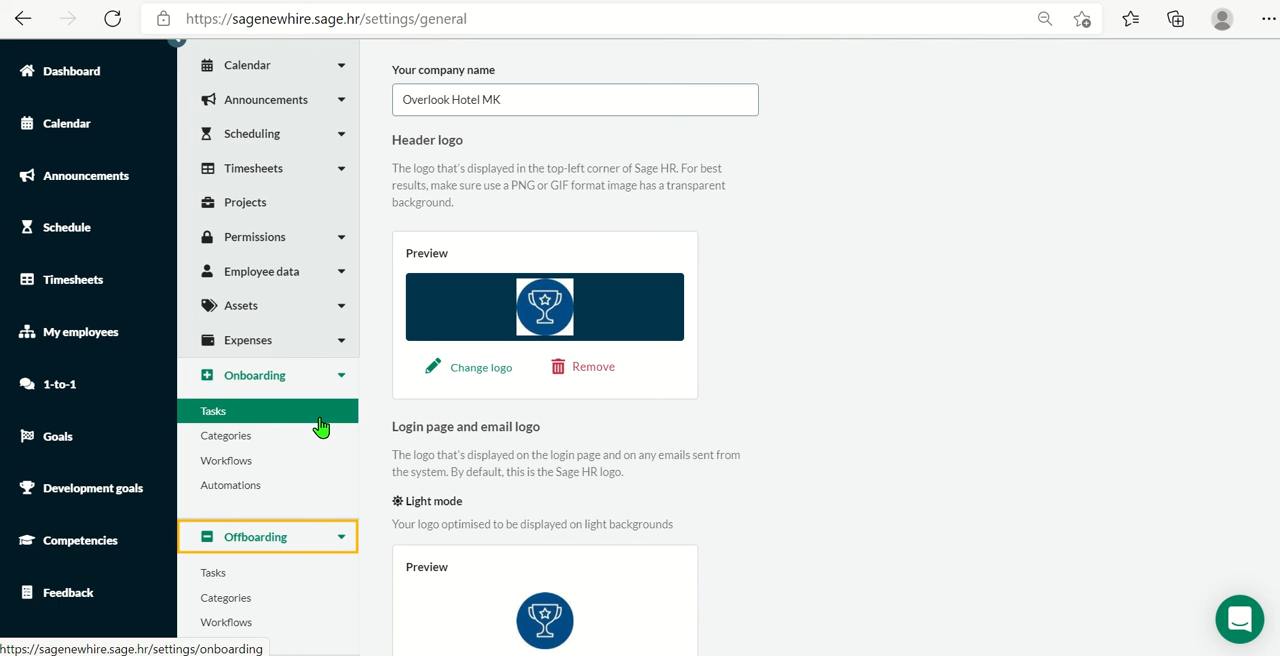 https://sagenewhire.sage.hr/settings/general
Dashboard
Calendar
Announcements
Schedule
Timesheets
My employees
1-to-1
Goals
Development goals
Competencies
Feedback
Calendar
Announcements
Scheduling
Timesheets
Projects
Permissions
Employee data
Assets
Expenses
Onboarding
Tasks
Categories
Workflows
Automations
Offboarding
Tasks
Categories
Workflows
Your company name
Overlook Hotel MK
Header logo
The logo that's displayed in the top-left corner of Sage HR. For best
results, make sure use a PNG or GIF format image has a transparent
background.
Preview
Change logo
Remove
Login page and email logo
The logo that's displayed on the login page and on any emails sent from
the system. By default, this is the Sage HR logo.
Light mode
Your logo optimised to be displayed on light backgrounds
Preview
https://sagenewhire.sage.hr/settings/onboarding